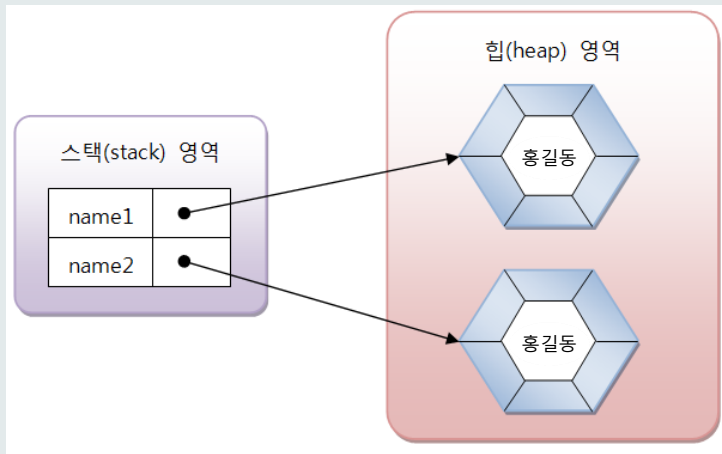 힙(heap) 영역
홍길동
스택(stack) 영역
name1
name2
홍길동